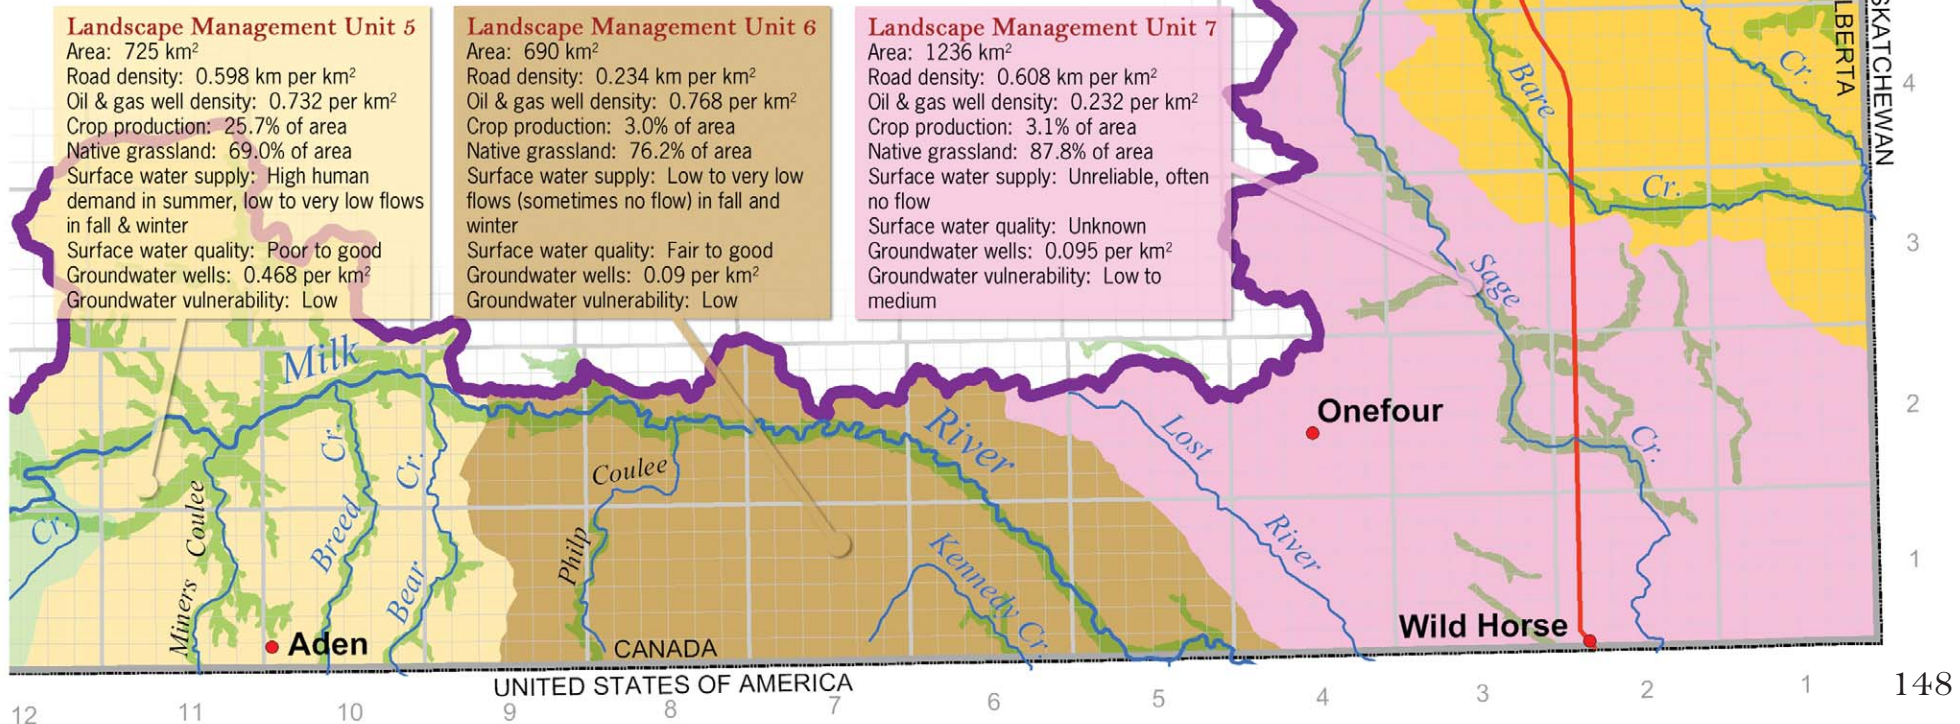 Landscape Management Unit 5
Area: 725 km²
Road density: 0.598 km per km²
Oil & gas well density: 0.732 per km²
Crop production: 25.7% of area
Native grassland: 69.0% of area
Surface water supply: High human
demand in summer, low to very low flows
in fall & winter
Surface water quality: Poor to good
Groundwater wells: 0.468 per km²
Groundwater vulnerability: Low
Landscape Management Unit 6
Area: 690 km²
Road density: 0.234 km per km²
Oil & gas well density: 0.768 per km²
Crop production: 3.0% of area
Native grassland: 76.2% of area
Surface water supply: Low to very low
flows (sometimes no flow) in fall and
winter
Surface water quality: Fair to good
Groundwater wells: 0.09 per km²
Groundwater vulnerability: Low
Landscape Management Unit 7
Area: 1236 km²
Road density: 0.608 km per km²
Oil & gas well density: 0.232 per km²
Crop production: 3.1% of area
Native grassland: 87.8% of area
Surface water supply: Unreliable, often
no flow
Surface water quality: Unknown
Groundwater wells: 0.095 per km²
Groundwater vulnerability: Low to
medium
LBERTA
SKATCHEWAN
Bare
Cr.
Cr.
4
3
2
1
Sage
Cr.
Milk
River
Cr.
Miners Coulee
Breed
Cr.
Bear
Cr.
Philp
Coulee
Kennedy Cr.
Lost
River
Onefour
Wild Horse
Aden
CANADA
UNITED STATES OF AMERICA
12
11
10
9
8
7
6
5
4
3
2
1
148